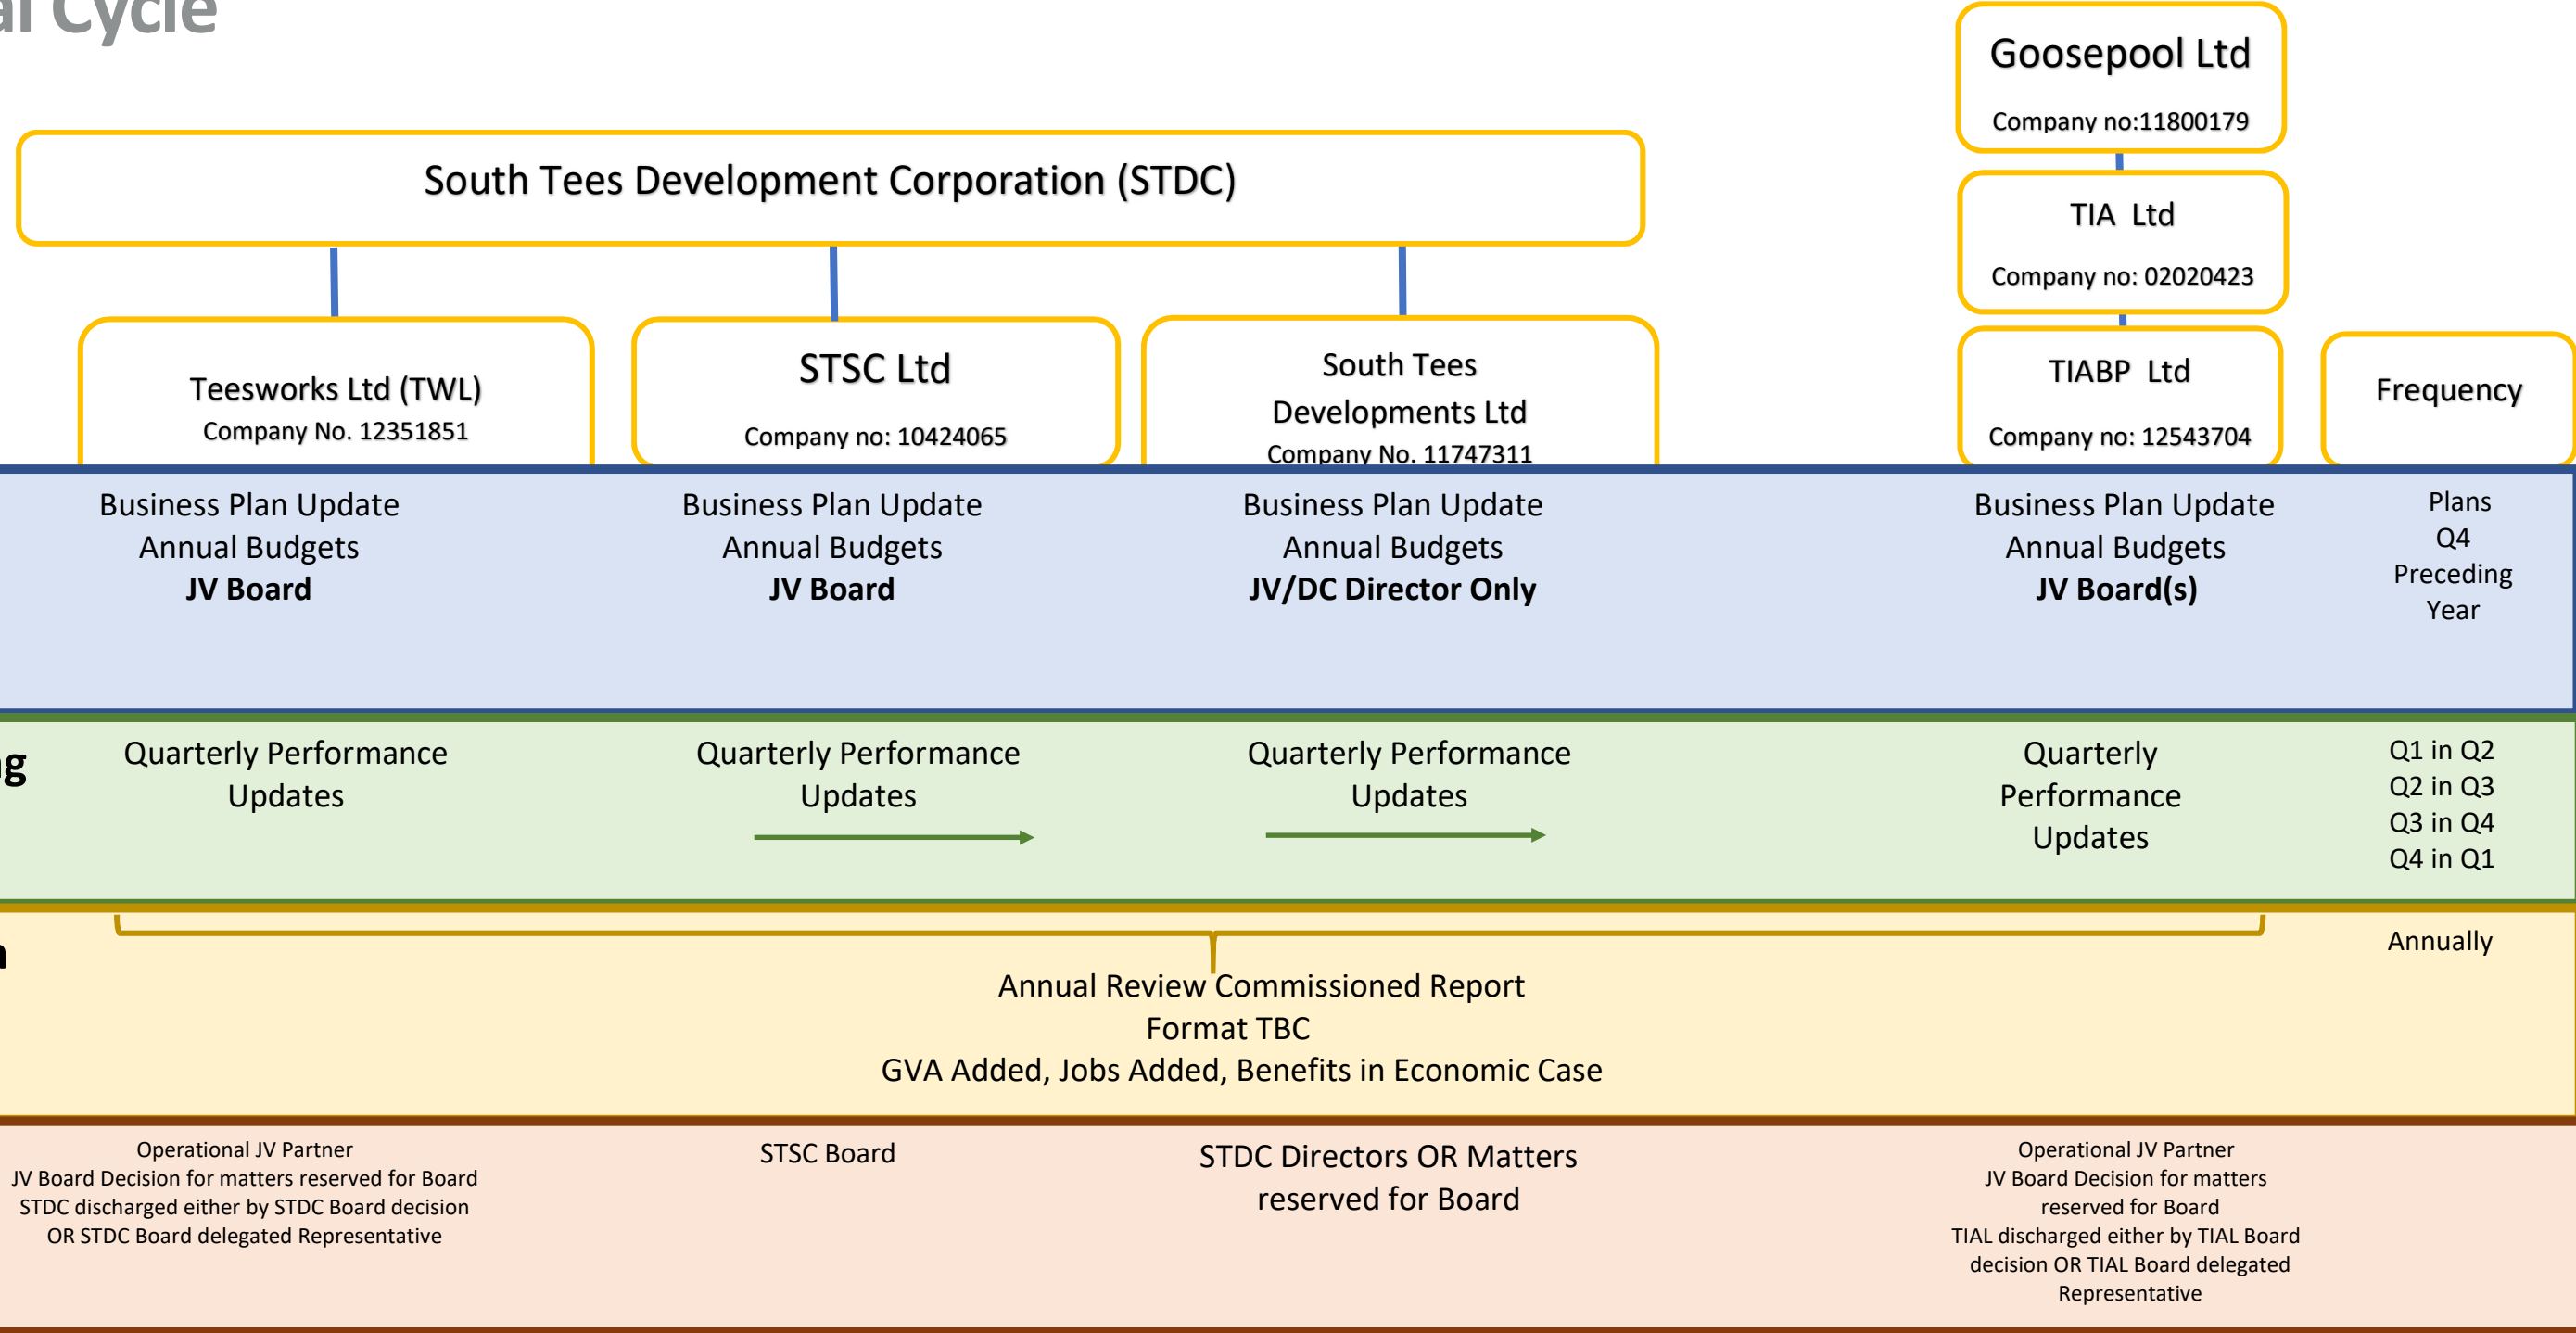 al Cycle
Goosepool Ltd
Company no:11800179
South Tees Development Corporation (STDC)
TIA Ltd
Company no: 02020423
Teesworks Ltd (TWL)
Company No. 12351851
STSC Ltd
Company no: 10424065
South Tees
Developments Ltd
Company No. 11747311
TIABP Ltd
Company no: 12543704
Frequency
Business Plan Update
Annual Budgets
JV Board
Business Plan Update
Annual Budgets
JV Board
Business Plan Update
Annual Budgets
JV/DC Director Only
Business Plan Update
Annual Budgets
JV Board(s)
Plans
Q4
Preceding
Year
g
Quarterly Performance
Updates
Quarterly Performance
Updates
Quarterly Performance
Updates
Quarterly
Performance
Updates
Q1 in Q2
Q2 in Q3
Q3 in Q4
Q4 in Q1
Annual Review Commissioned Report
Format TBC
GVA Added, Jobs Added, Benefits in Economic Case
Annually
Operational JV Partner
JV Board Decision for matters reserved for Board
STDC discharged either by STDC Board decision
OR STDC Board delegated Representative
STSC Board
STDC Directors OR Matters
reserved for Board
Operational JV Partner
JV Board Decision for matters
reserved for Board
TIAL discharged either by TIAL Board
decision OR TIAL Board delegated
Representative